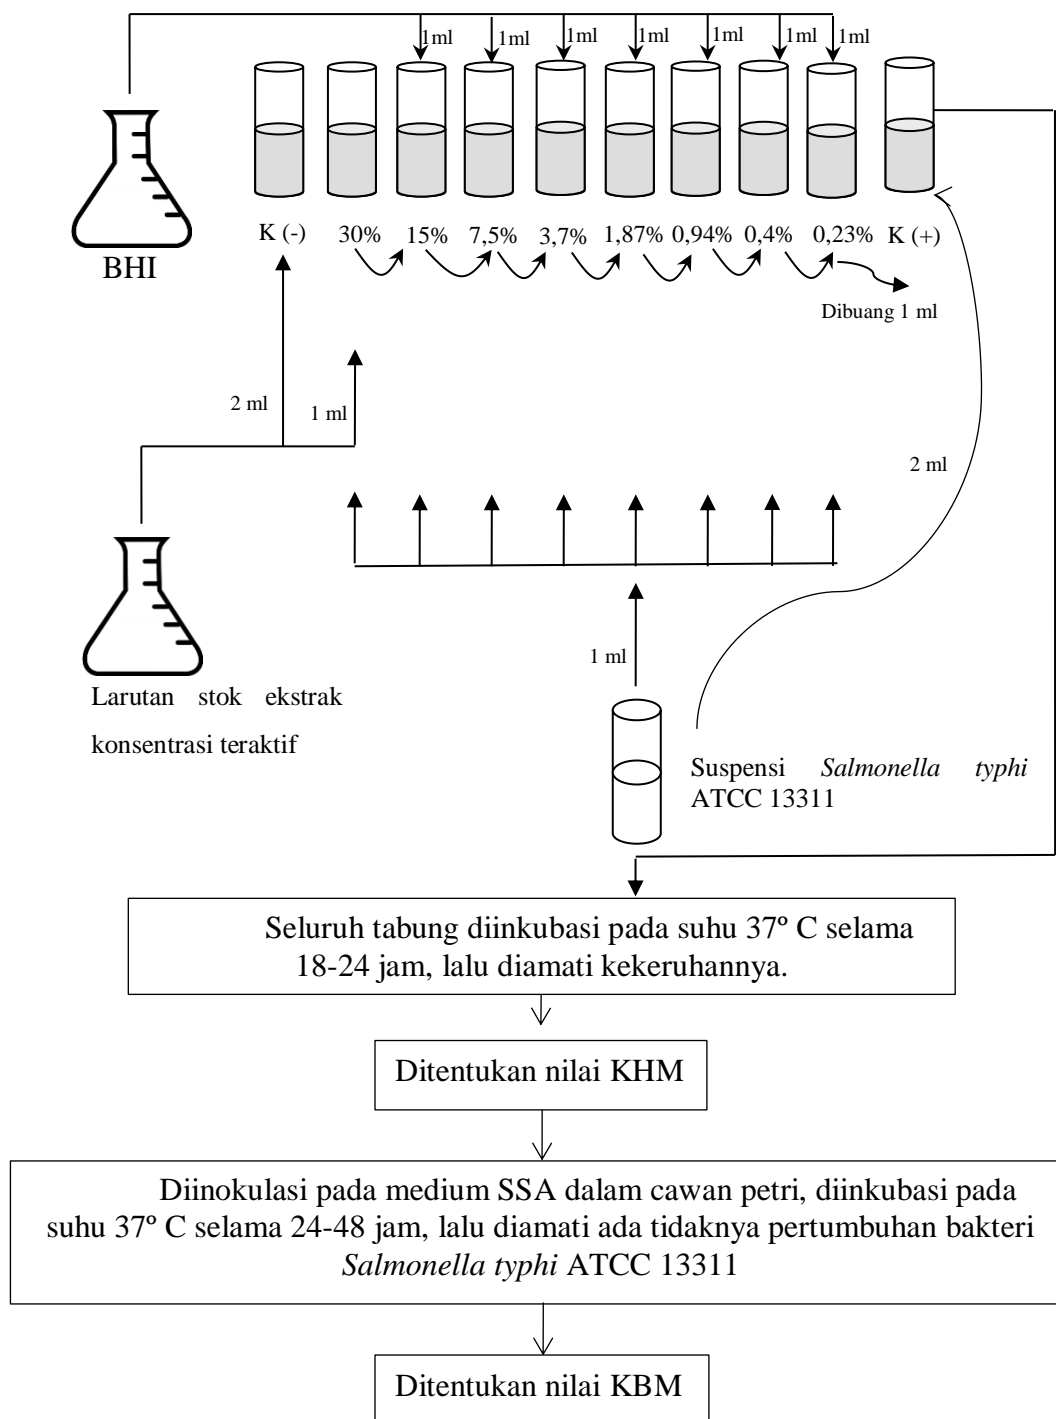 1ml 1ml 1ml 1ml 1ml 1ml 1ml
BHI
K (-) 30% 15% 7,5% 3,7% 1,87% 0,94% 0,4% 0,23% K (+)
Dibuang 1 ml
2 ml
1 ml
2 ml
1 ml
Larutan stok ekstrak
konsentrasi teraktif
Suspensi Salmonella typhi
ATCC 13311
Seluruh tabung diinkubasi pada suhu 37º C selama
18-24 jam, lalu diamati kekeruhannya.
Ditentukan nilai KHM
Diinokulasi pada medium SSA dalam cawan petri, diinkubasi pada
suhu 37º C selama 24-48 jam, lalu diamati ada tidaknya pertumbuhan bakteri
Salmonella typhi ATCC 13311
Ditentukan nilai KBM